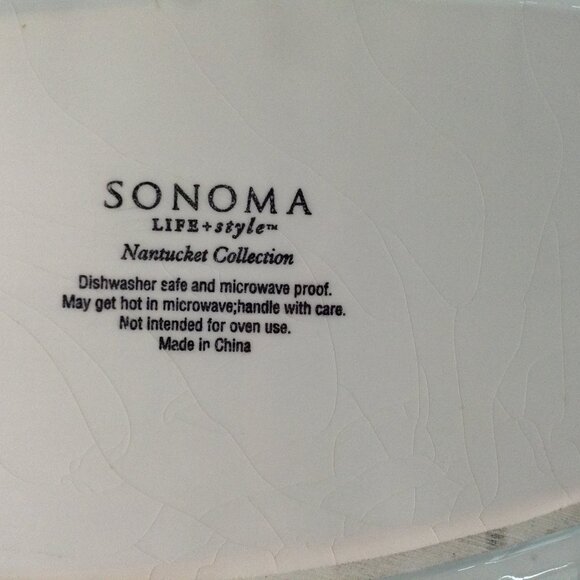 SONOMA
LIFE+style™
Nantucket Collection
Dishwasher safe and microwave proof.
May get hot in microwave;handle with care.
Not intended for oven use.
Made in China